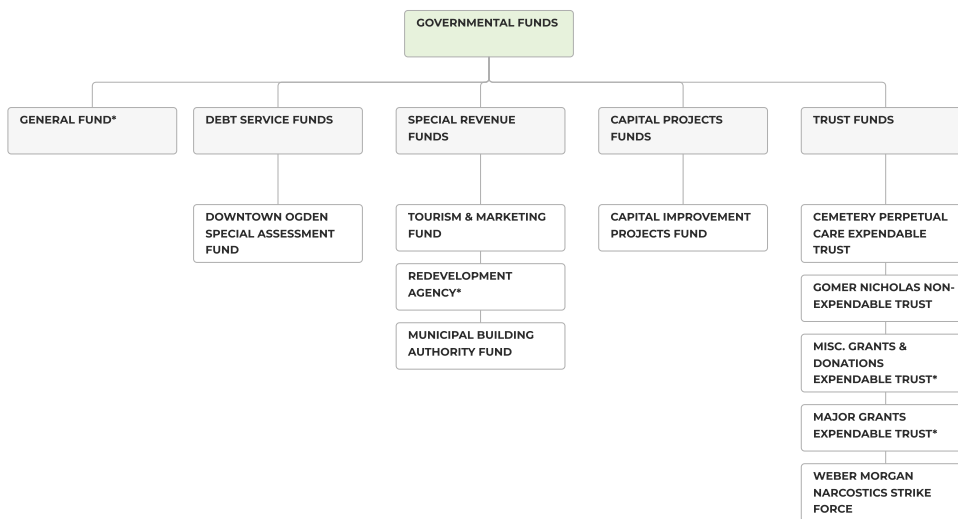 GOVERNMENTAL FUNDS
GENERAL FUND*
DEBT SERVICE FUNDS
SPECIAL REVENUE
FUNDS
CAPITAL PROJECTS
FUNDS
TRUST FUNDS
DOWNTOWN OGDEN
SPECIAL ASSESSMENT
FUND
TOURISM & MARKETING
FUND
REDEVELOPMENT
AGENCY*
MUNICIPAL BUILDING
AUTHORITY FUND
CAPITAL IMPROVEMENT
PROJECTS FUND
CEMETERY PERPETUAL
CARE EXPENDABLE
TRUST
GOMER NICHOLAS NON-
EXPENDABLE TRUST
MISC. GRANTS &
DONATIONS
EXPENDABLE TRUST*
MAJOR GRANTS
EXPENDABLE TRUST*
WEBER MORGAN
NARCOSTICS STRIKE
FORCE